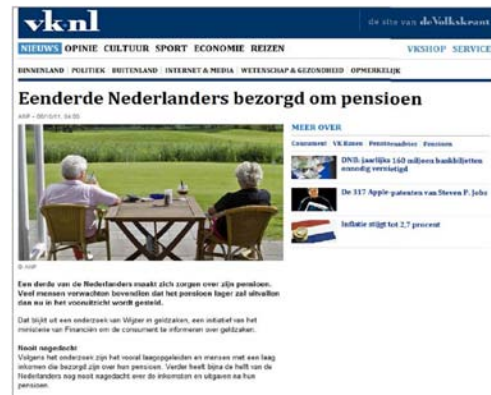 vk·nl
de site van de Volkskrant
NIEUWS OPINIE CULTUUR SPORT ECONOMIE REIZEN
VKSHOP SERVICE
BINNENLAND POLITIEK BUITENLAND INTERNET & MEDIA WETENSCHAP & GEZONDHEID OPMERKELIJK
Eenderde Nederlanders bezorgd om pensioen
MEER OVER
Consument VK Banen Pensioenadvies Pensioen
DNB: jaarlijks 160 miljoen bankbiljetten
onnodig vernietigd
De 317 Apple-patenten van Steven P. Jobs
Inflatie stijgt tot 2,7 procent
© ANP
Een derde van de Nederlanders maakt zich zorgen over zijn pensioen.
Veel mensen verwachten bovendien dat het pensioen lager zal uitvallen
dan nu in het vooruitzicht wordt gesteld.
Dat blijkt uit een onderzoek van Wijzer in geldzaken, een initiatief van het
ministerie van Financiën om de consument te informeren over geldzaken.
Nooit nagedacht
Volgens het onderzoek zijn het vooral laagopgeleiden en mensen met een laag
inkomen die bezorgd zijn over hun pensioen. Verder heeft bijna de helft van de
Nederlanders nog nooit nagedacht over de inkomsten en uitgaven na hun
pensioen.